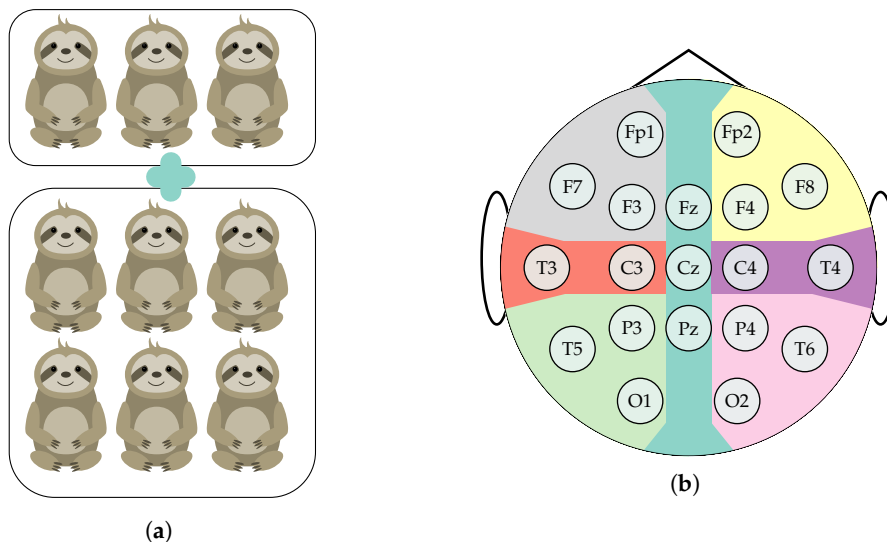 Fp1 Fp2
F7 F8
F3 Fz F4
T3 C3 Cz C4 T4
P3 Pz P4
T5 T6
O1 O2
(a)
(b)